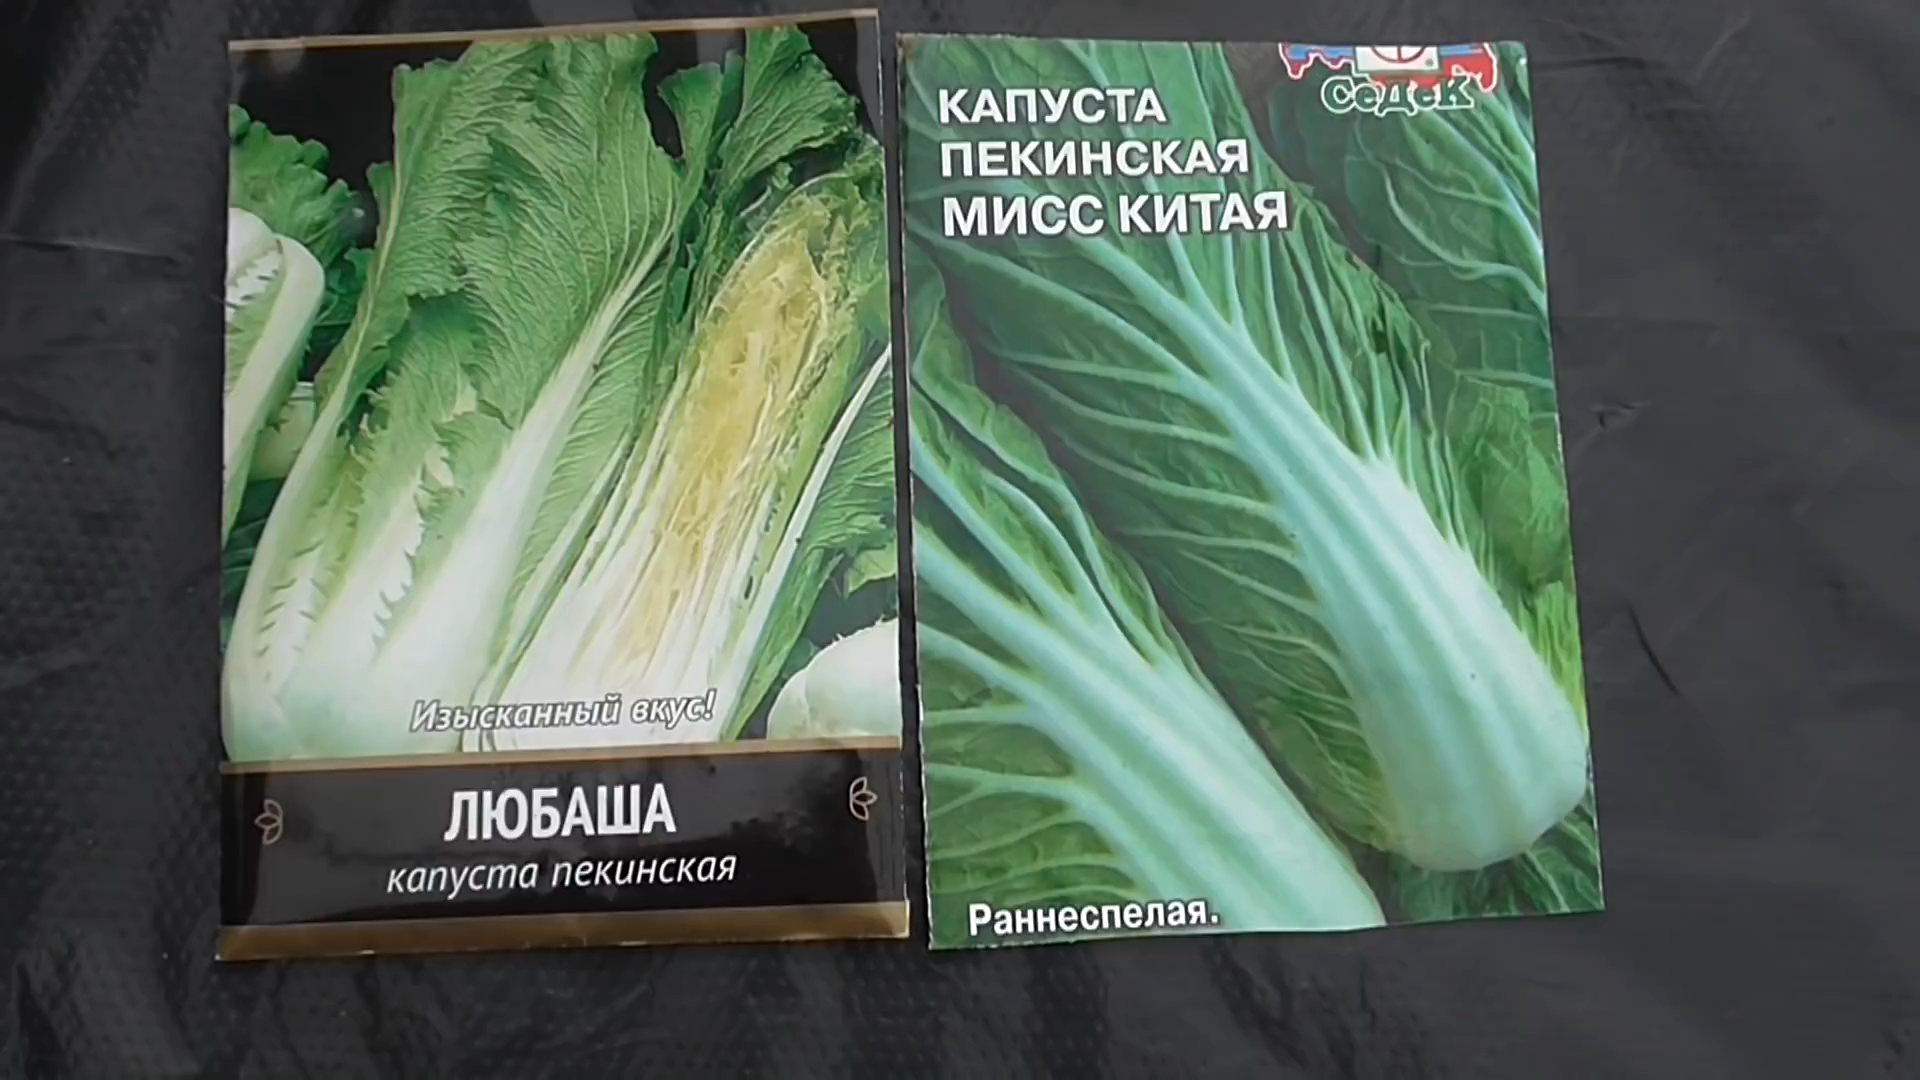 Изысканный вкус!
ЛЮБАША
капуста пекинская
СеДеК
КАПУСТА
ПЕКИНСКАЯ
МИСС КИТАЯ
Раннеспелая.